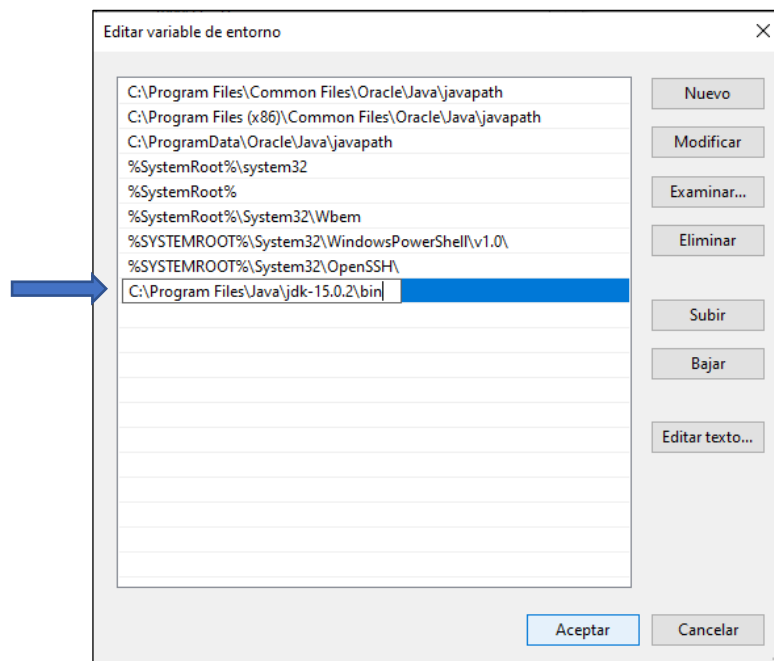 Editar variable de entorno
C:\Program Files\Common Files\Oracle\Java\javapath
C:\Program Files (x86)\Common Files\Oracle\Java\javapath
C:\ProgramData\Oracle\Java\javapath
%SystemRoot%\system32
%SystemRoot%
%SystemRoot%\System32\Wbem
%SYSTEMROOT%\System32\WindowsPowerShell\v1.0\
%SYSTEMROOT%\System32\OpenSSH\
C:\Program Files\Java\jdk-15.0.2\bin
Nuevo
Modificar
Examinar...
Eliminar
Subir
Bajar
Editar texto...
Aceptar
Cancelar